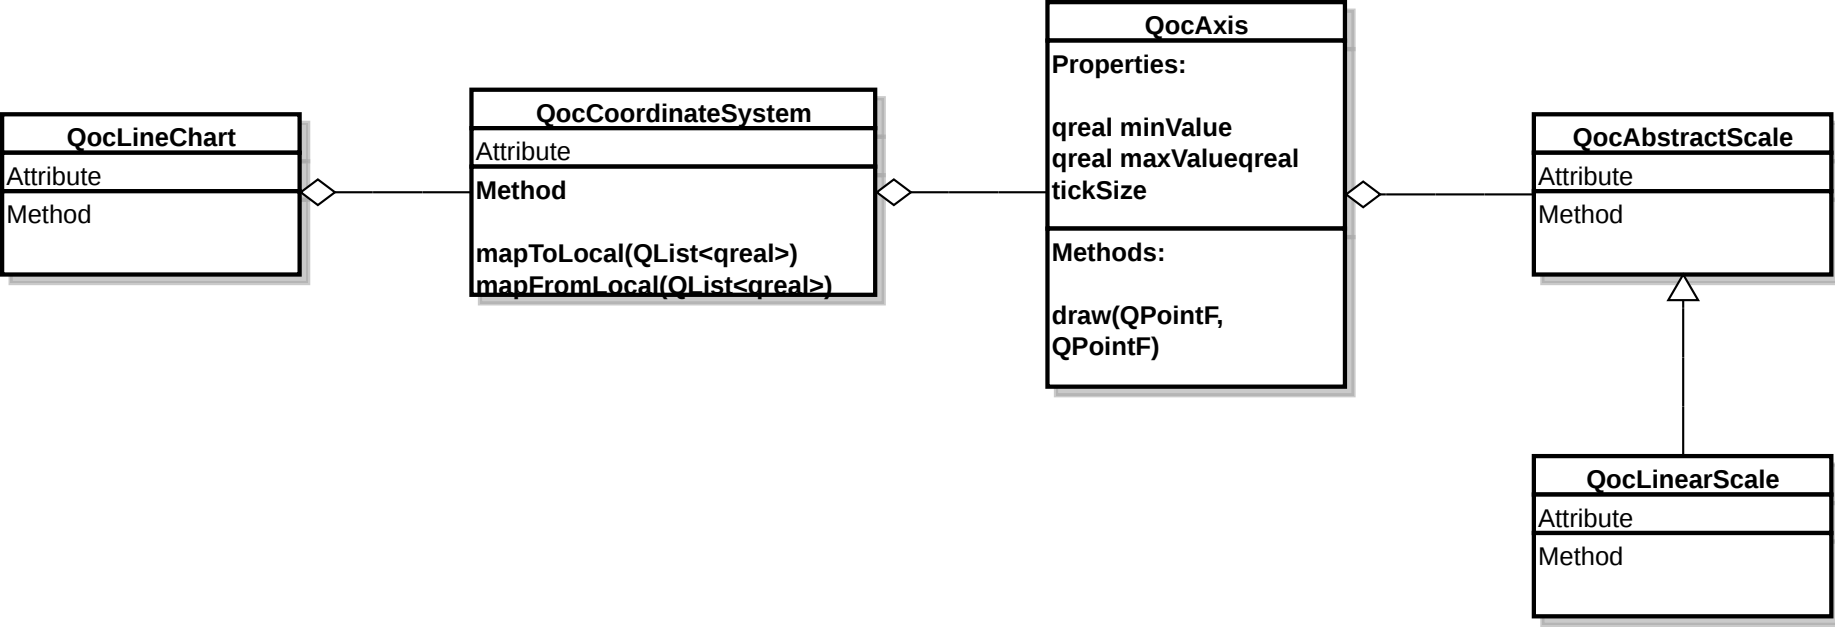 QocLineChart
Attribute
Method
QocCoordinateSystem
Attribute
Method
mapToLocal(QList<qreal>)
mapFromLocal(QList<qreal>)
QocAxis
Properties:
qreal minValue
qreal maxValueqreal
tickSize
Methods:
draw(QPointF,
QPointF)
QocAbstractScale
Attribute
Method
QocLinearScale
Attribute
Method